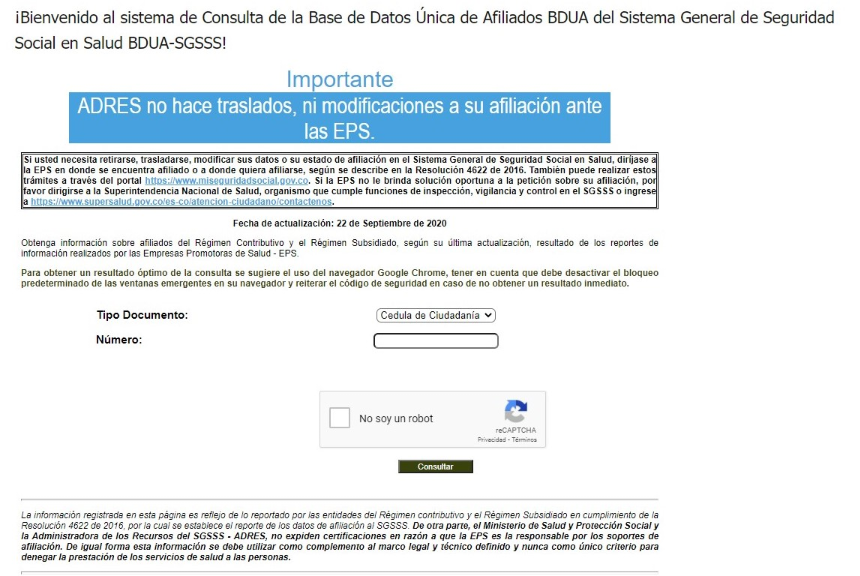 ¡Bienvenido al sistema de Consulta de la Base de Datos Única de Afiliados BDUA del Sistema General de Seguridad
Social en Salud BDUA-SGSSS!
Importante
ADRES no hace traslados, ni modificaciones a su afiliación ante
las EPS.
Si usted necesita retirarse, trasladarse, modificar sus datos o su estado de afiliación en el Sistema General de Seguridad Social en Salud, diríjase a
la EPS en donde se encuentra afiliado o a donde quiera afiliarse, según se describe en la Resolución 4622 de 2016. También puede realizar estos
trámites a través del portal https://www.miseguridadsocial.gov.co. Si la EPS no le brinda solución oportuna a la petición sobre su afiliación, por
favor dirigirse a la Superintendencia Nacional de Salud, organismo que cumple funciones de inspección, vigilancia y control en el SGSSS o ingrese
a https://www.supersalud.gov.co/es-co/atencion-ciudadano/contactenos.
Fecha de actualización: 22 de Septiembre de 2020
Obtenga información sobre afiliados del Régimen Contributivo y el Régimen Subsidiado, según su última actualización, resultado de los reportes de
información realizados por las Empresas Promotoras de Salud - EPS.
Para obtener un resultado óptimo de la consulta se sugiere el uso del navegador Google Chrome, tener en cuenta que debe desactivar el bloqueo
predeterminado de las ventanas emergentes en su navegador y reiterar el código de seguridad en caso de no obtener un resultado inmediato.
Tipo Documento: Cedula de Ciudadanía
Número:
No soy un robot
reCAPTCHA
Privacidad - Términos
Consultar
La información registrada en esta página es reflejo de lo reportado por las entidades del Régimen contributivo y el Régimen Subsidiado en cumplimiento de la
Resolución 4622 de 2016, por la cual se establece el reporte de los datos de afiliación al SGSSS. De otra parte, el Ministerio de Salud y Protección Social y
la Administradora de los Recursos del SGSSS - ADRES, no expiden certificaciones en razón a que la EPS es la responsable por los soportes de
afiliación. De igual forma esta información se debe utilizar como complemento al marco legal y técnico definido y nunca como único criterio para
denegar la prestación de los servicios de salud a las personas.